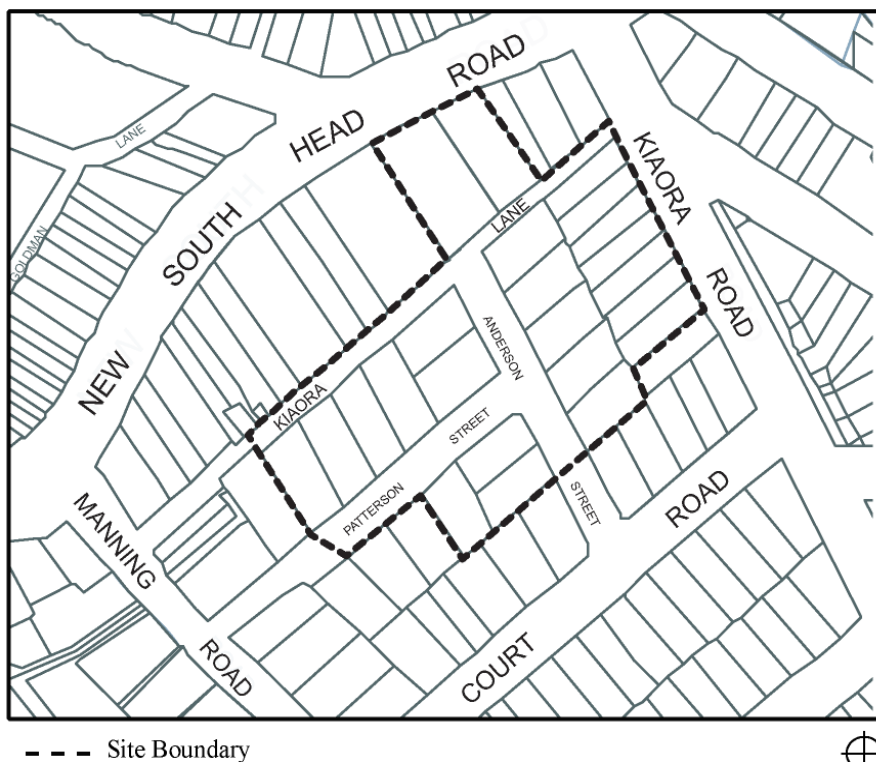 NEW SOUTH HEAD ROAD
LANE
GOLDMAN
KIAORA ROAD
LANE
ANDERSON
KIAORA
STREET
PATTERSON
STREET
MANNING ROAD
COURT ROAD
Site Boundary